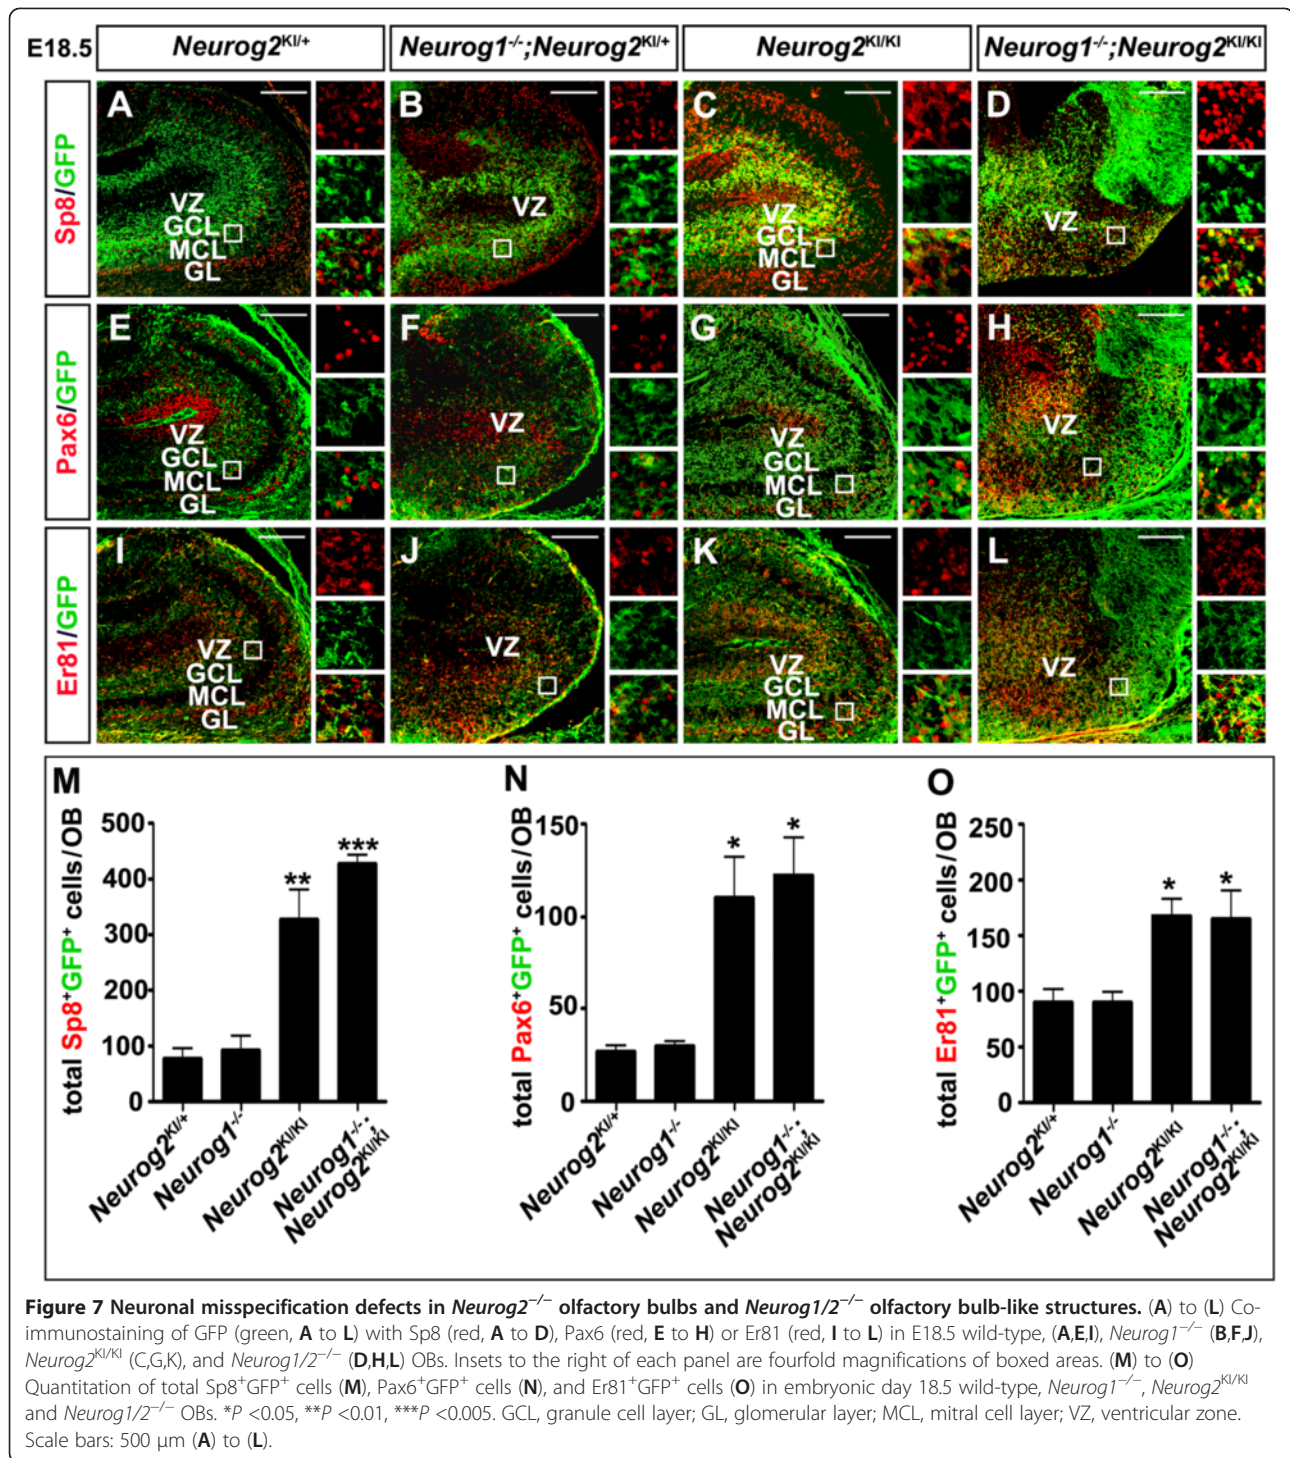 E18.5
Neurog2KI/+
Neurog1-/-;Neurog2KI/+
Neurog2KI/KI
Neurog1-/-;Neurog2KI/KI
Sp8/GFP
A
VZ
GCL
MCL
GL
B
VZ
C
VZ
GCL
MCL
GL
D
VZ
Pax6/GFP
E
VZ
GCL
MCL
GL
F
VZ
G
VZ
GCL
MCL
GL
H
VZ
Er81/GFP
I
VZ
GCL
MCL
GL
J
VZ
K
VZ
GCL
MCL
GL
L
VZ
M
total Sp8+GFP+ cells/OB
500
400
300
200
100
0
**
***
Neurog2KI/+
Neurog1-/-
Neurog2KI/KI
Neurog1-/-;
Neurog2KI/KI
N
total Pax6+GFP+ cells/OB
150
100
50
0
*
*
Neurog2KI/+
Neurog1-/-
Neurog2KI/KI
Neurog1-/-;
Neurog2KI/KI
O
total Er81+GFP+ cells/OB
250
200
150
100
50
0
*
*
Neurog2KI/+
Neurog1-/-
Neurog2KI/KI
Neurog1-/-;
Neurog2KI/KI
Figure 7 Neuronal misspecification defects in Neurog2−/− olfactory bulbs and Neurog1/2−/− olfactory bulb-like structures. (A) to (L) Co-
immunostaining of GFP (green, A to L) with Sp8 (red, A to D), Pax6 (red, E to H) or Er81 (red, I to L) in E18.5 wild-type, (A,E,I), Neurog1−/− (B,F,J),
Neurog2KI/KI (C,G,K), and Neurog1/2−/− (D,H,L) OBs. Insets to the right of each panel are fourfold magnifications of boxed areas. (M) to (O)
Quantitation of total Sp8+GFP+ cells (M), Pax6+GFP+ cells (N), and Er81+GFP+ cells (O) in embryonic day 18.5 wild-type, Neurog1−/−, Neurog2KI/KI
and Neurog1/2−/− OBs. *P <0.05, **P <0.01, ***P <0.005. GCL, granule cell layer; GL, glomerular layer; MCL, mitral cell layer; VZ, ventricular zone.
Scale bars: 500 μm (A) to (L).